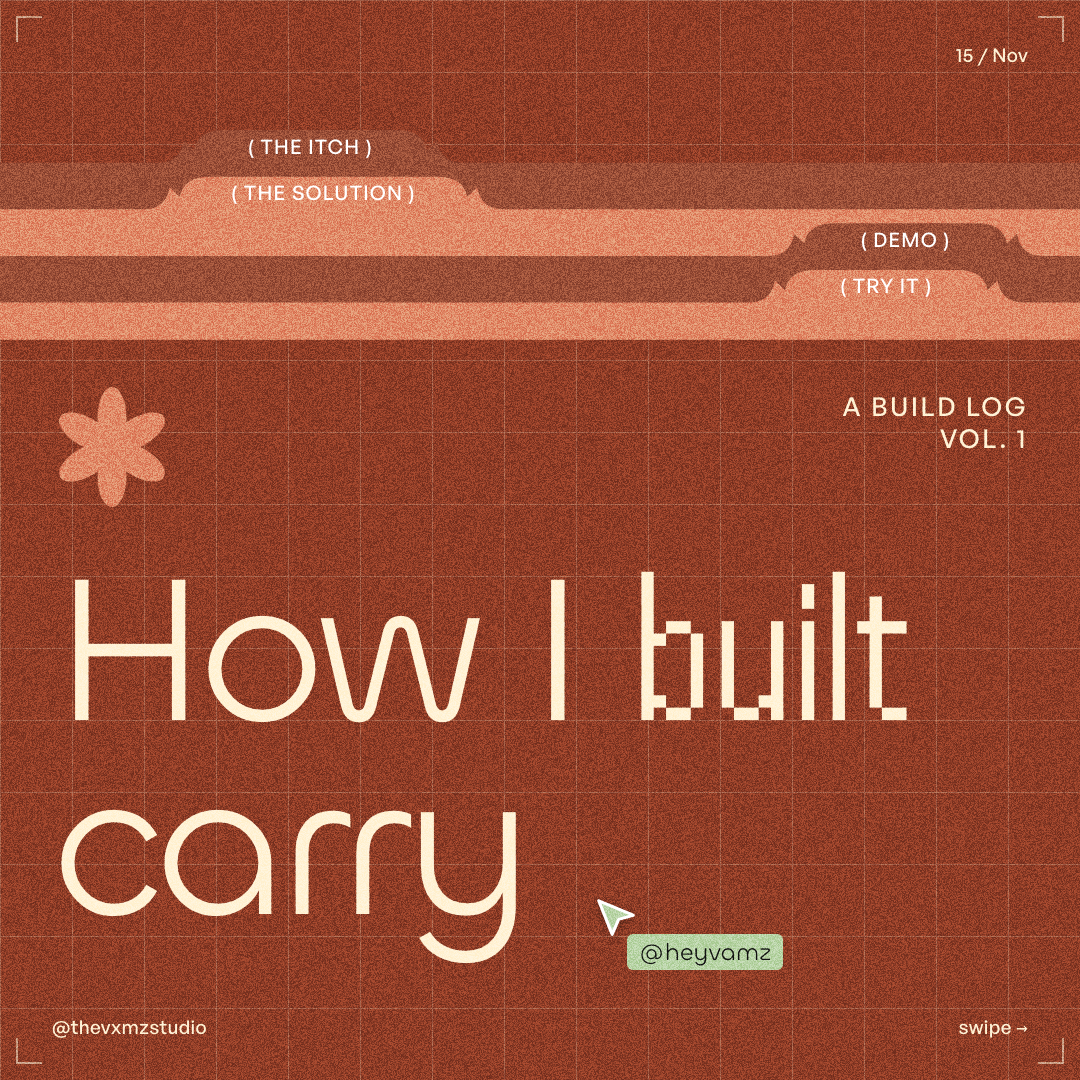 15 / Nov
( THE ITCH )
( THE SOLUTION )
( DEMO )
( TRY IT )
A BUILD LOG
VOL. 1
How I built
carry
@heyvamz
@thevxmzstudio
swipe →